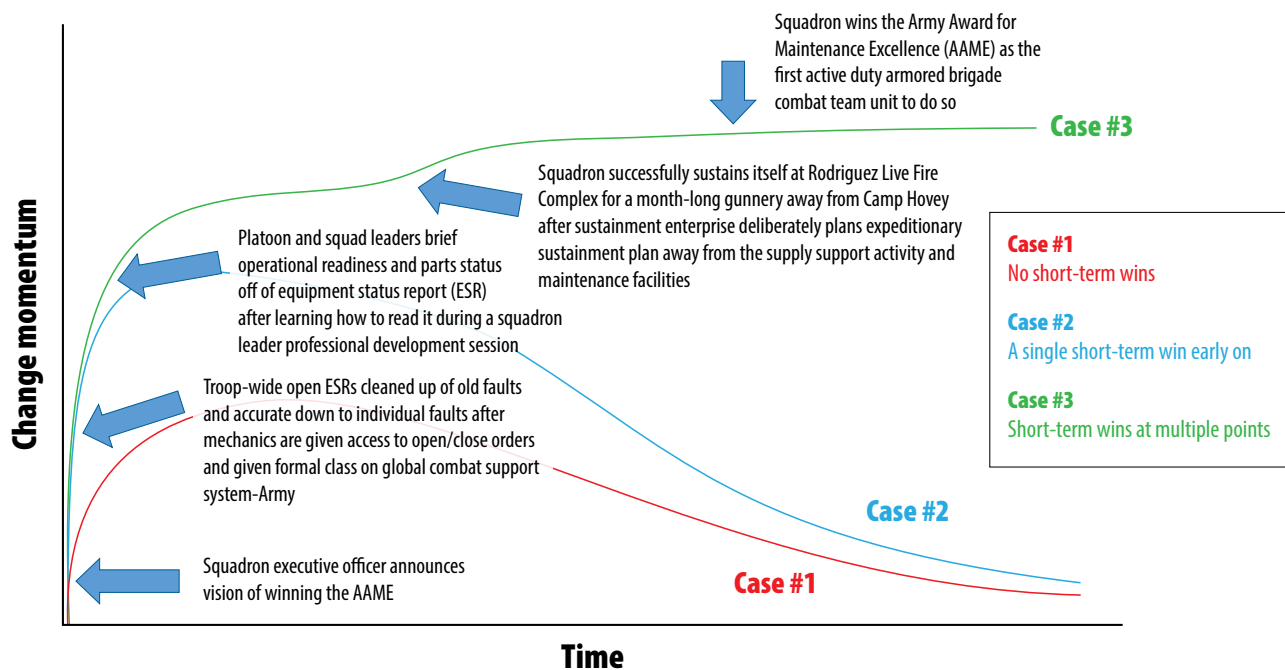 Squadron wins the Army Award for
Maintenance Excellence (AAME) as the
first active duty armored brigade
combat team unit to do so
Case #3
Squadron successfully sustains itself at Rodriguez Live Fire
Complex for a month-long gunnery away from Camp Hovey
after sustainment enterprise deliberately plans expeditionary
sustainment plan away from the supply support activity and
maintenance facilities
Platoon and squad leaders brief
operational readiness and parts status
off of equipment status report (ESR)
after learning how to read it during a squadron
leader professional development session
Troop-wide open ESRs cleaned up of old faults
and accurate down to individual faults after
mechanics are given access to open/close orders
and given formal class on global combat support
system-Army
Squadron executive officer announces
vision of winning the AAME
Case #2
Case #1
Case #1
No short-term wins
Case #2
A single short-term win early on
Case #3
Short-term wins at multiple points
Change momentum
Time